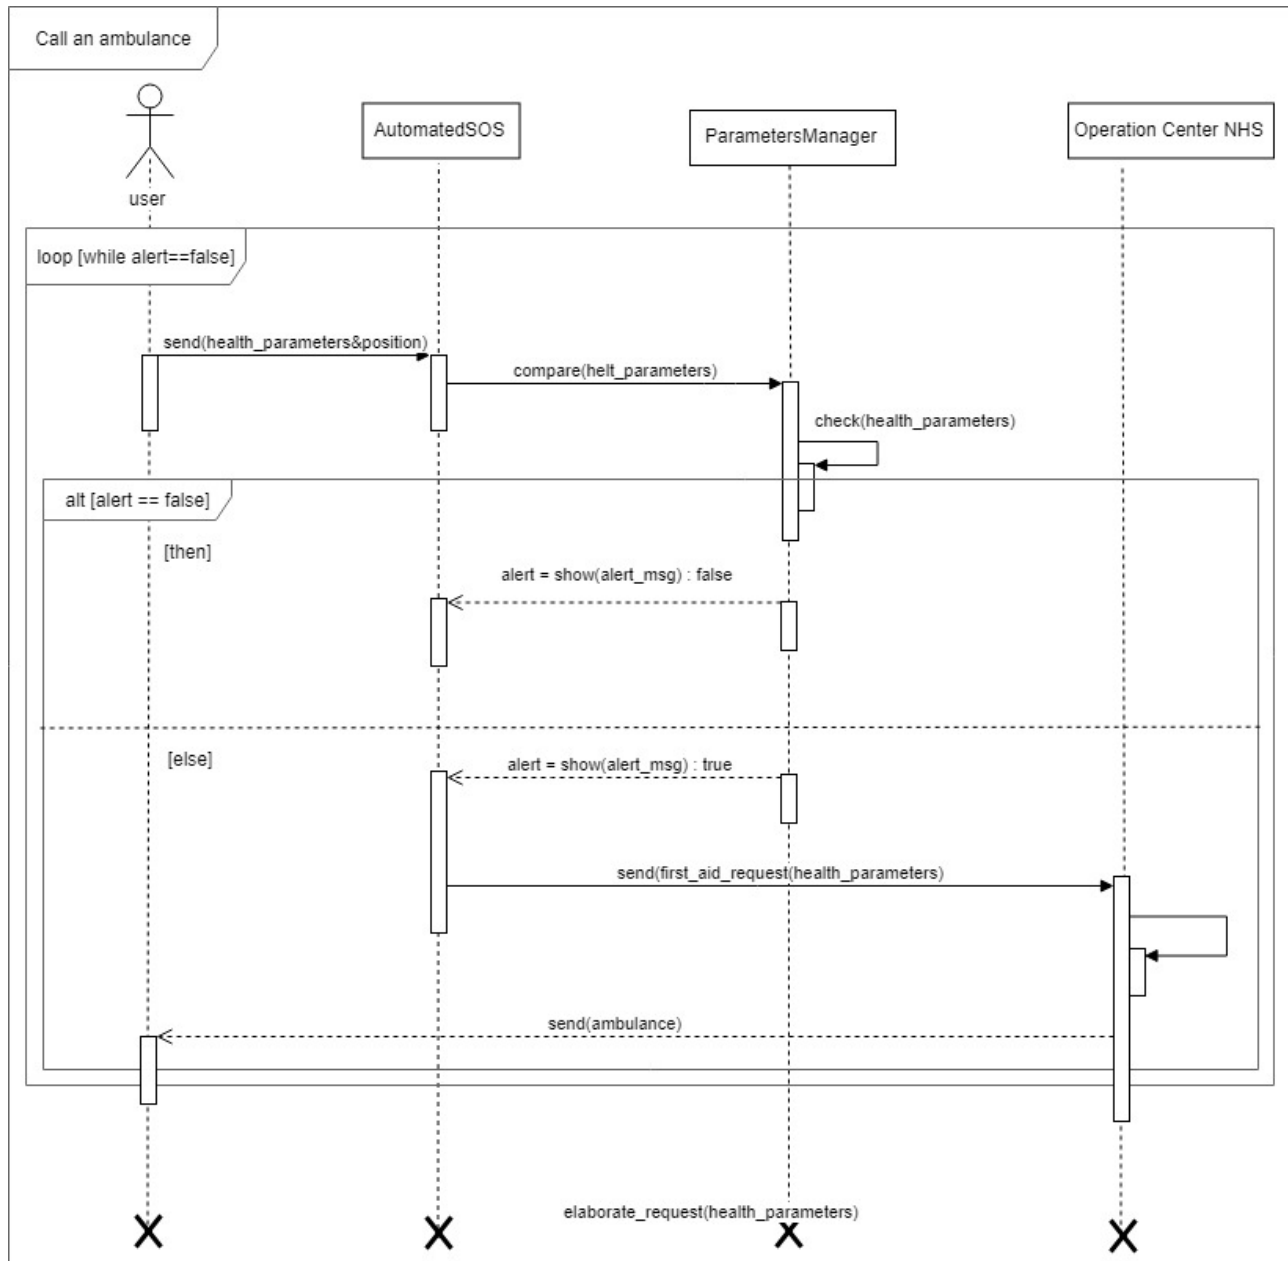 Call an ambulance
AutomatedSOS
ParametersManager
Operation Center NHS
user
loop [while alert==false]
send(health_parameters&position)
compare(helt_parameters)
check(health_parameters)
alt [alert == false]
[then]
alert = show(alert_msg) : false
[else]
alert = show(alert_msg) : true
send(first_aid_request(health_parameters)
send(ambulance)
elaborate_request(health_parameters)